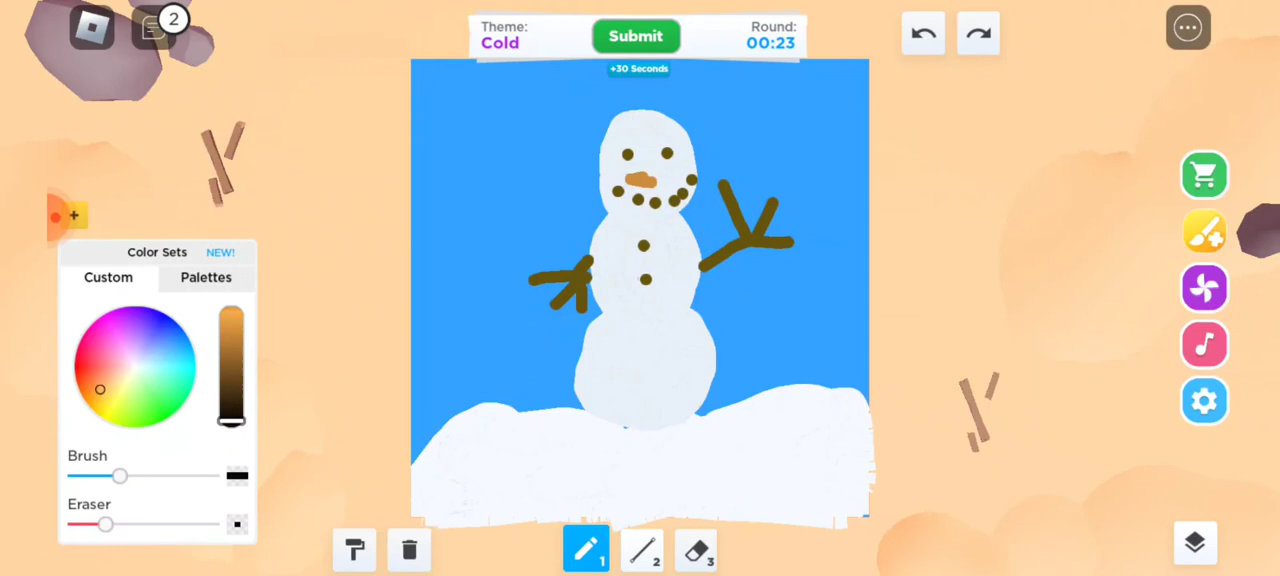 2
Theme:
Cold
Submit
Round:
00:23
+30 Seconds
+
Color Sets NEW!
Custom Palettes
Brush
Eraser
1
2
3